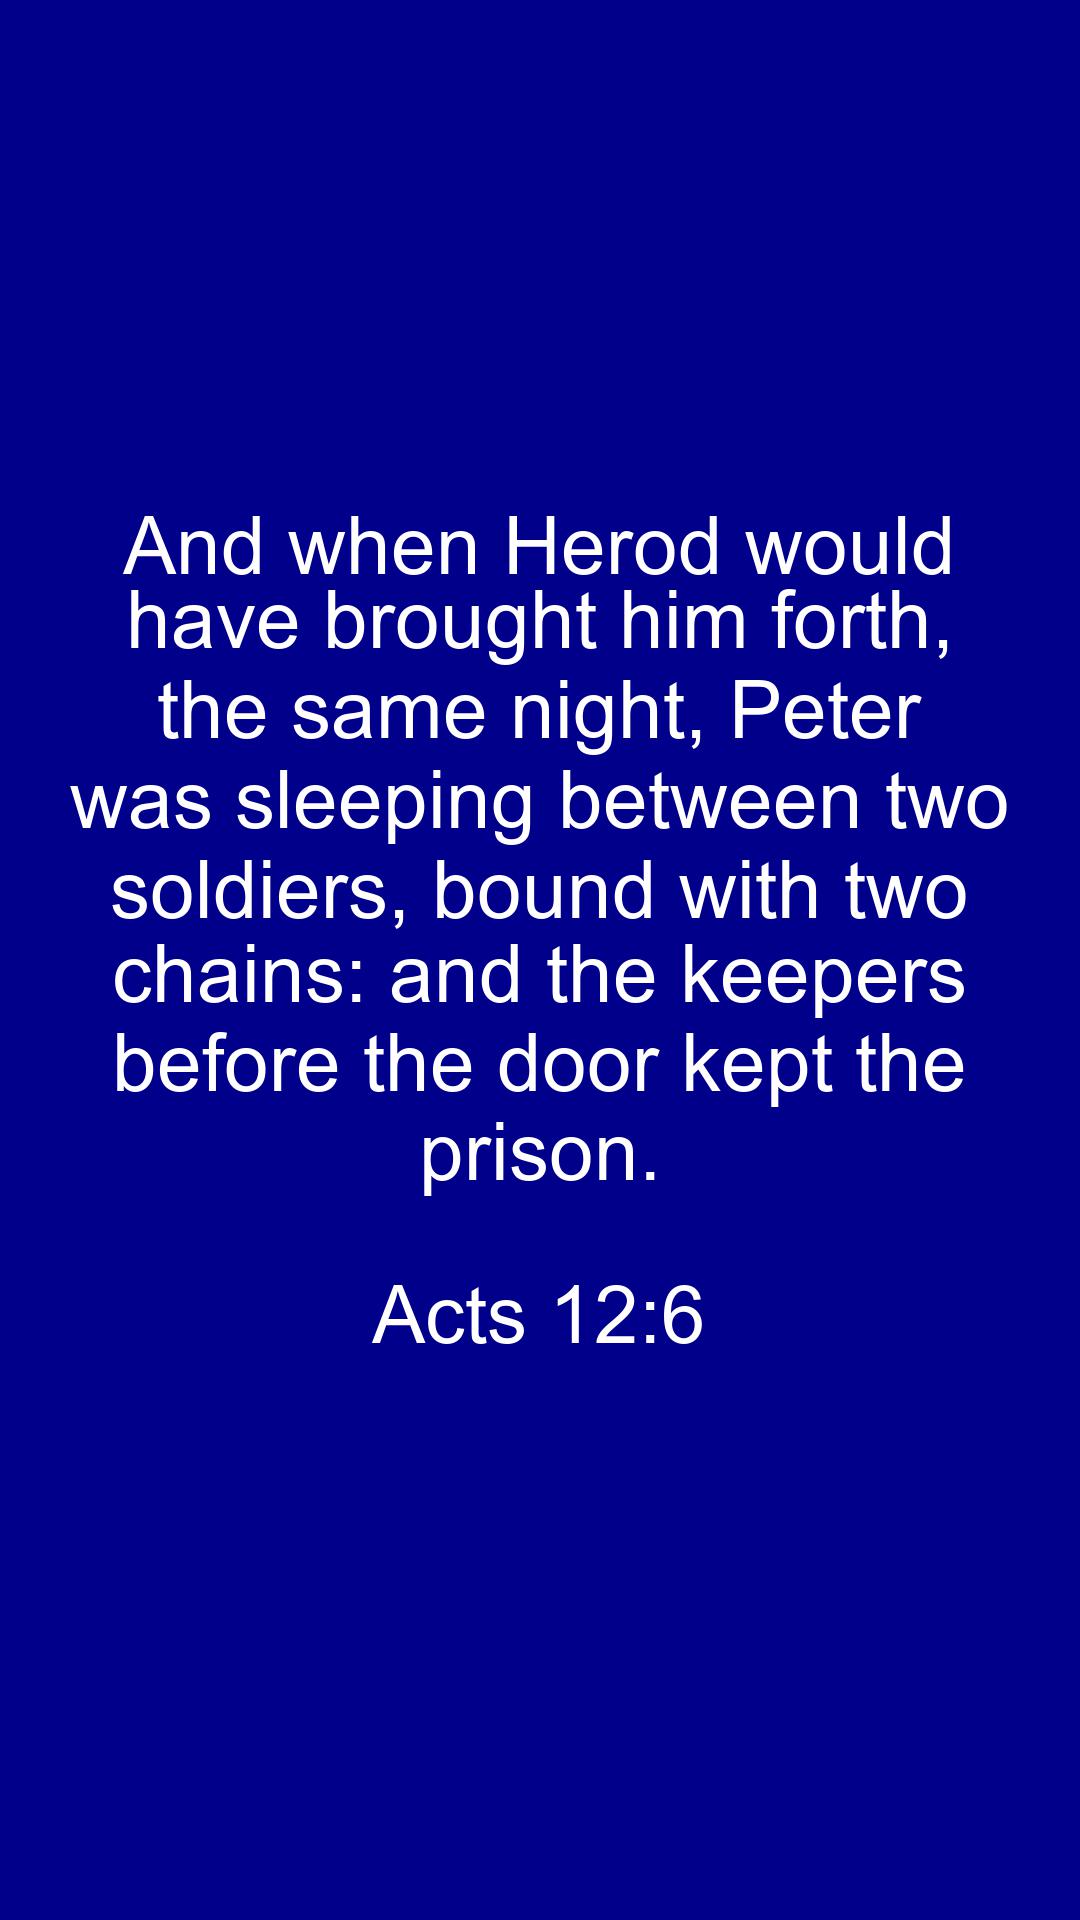 And when Herod would
have brought him forth,
the same night, Peter
was sleeping between two
soldiers, bound with two
chains: and the keepers
before the door kept the
prison.
Acts 12:6